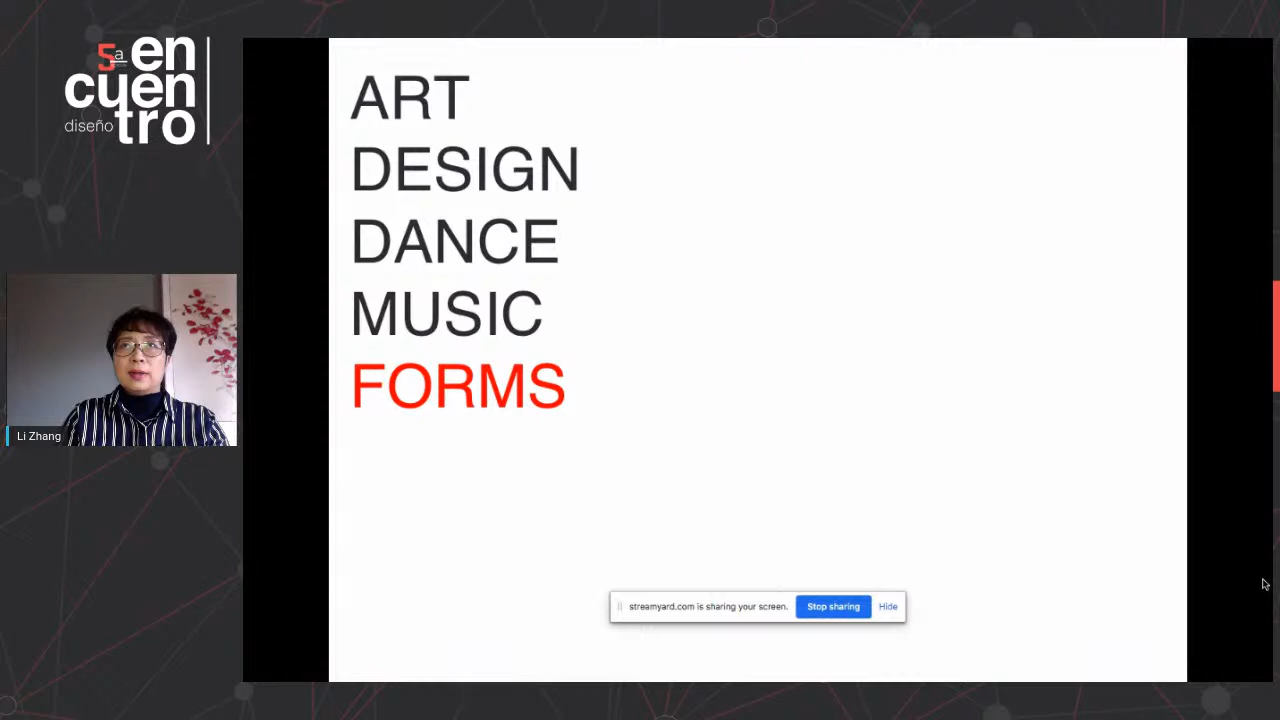 5a en
cuen
diseño tro
Li Zhang
ART
DESIGN
DANCE
MUSIC
FORMS
streamyard.com is sharing your screen. Stop sharing Hide